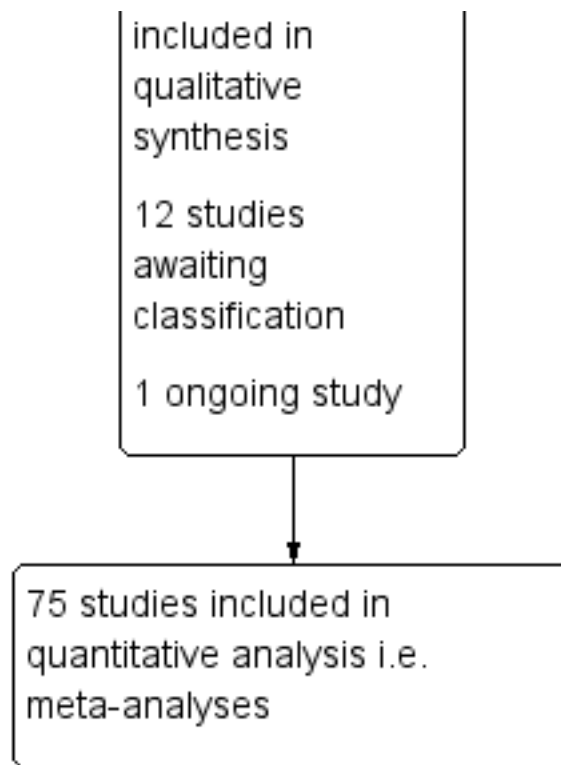 included in
qualitative
synthesis
12 studies
awaiting
classification
1 ongoing study
75 studies included in
quantitative analysis i.e.
meta-analyses